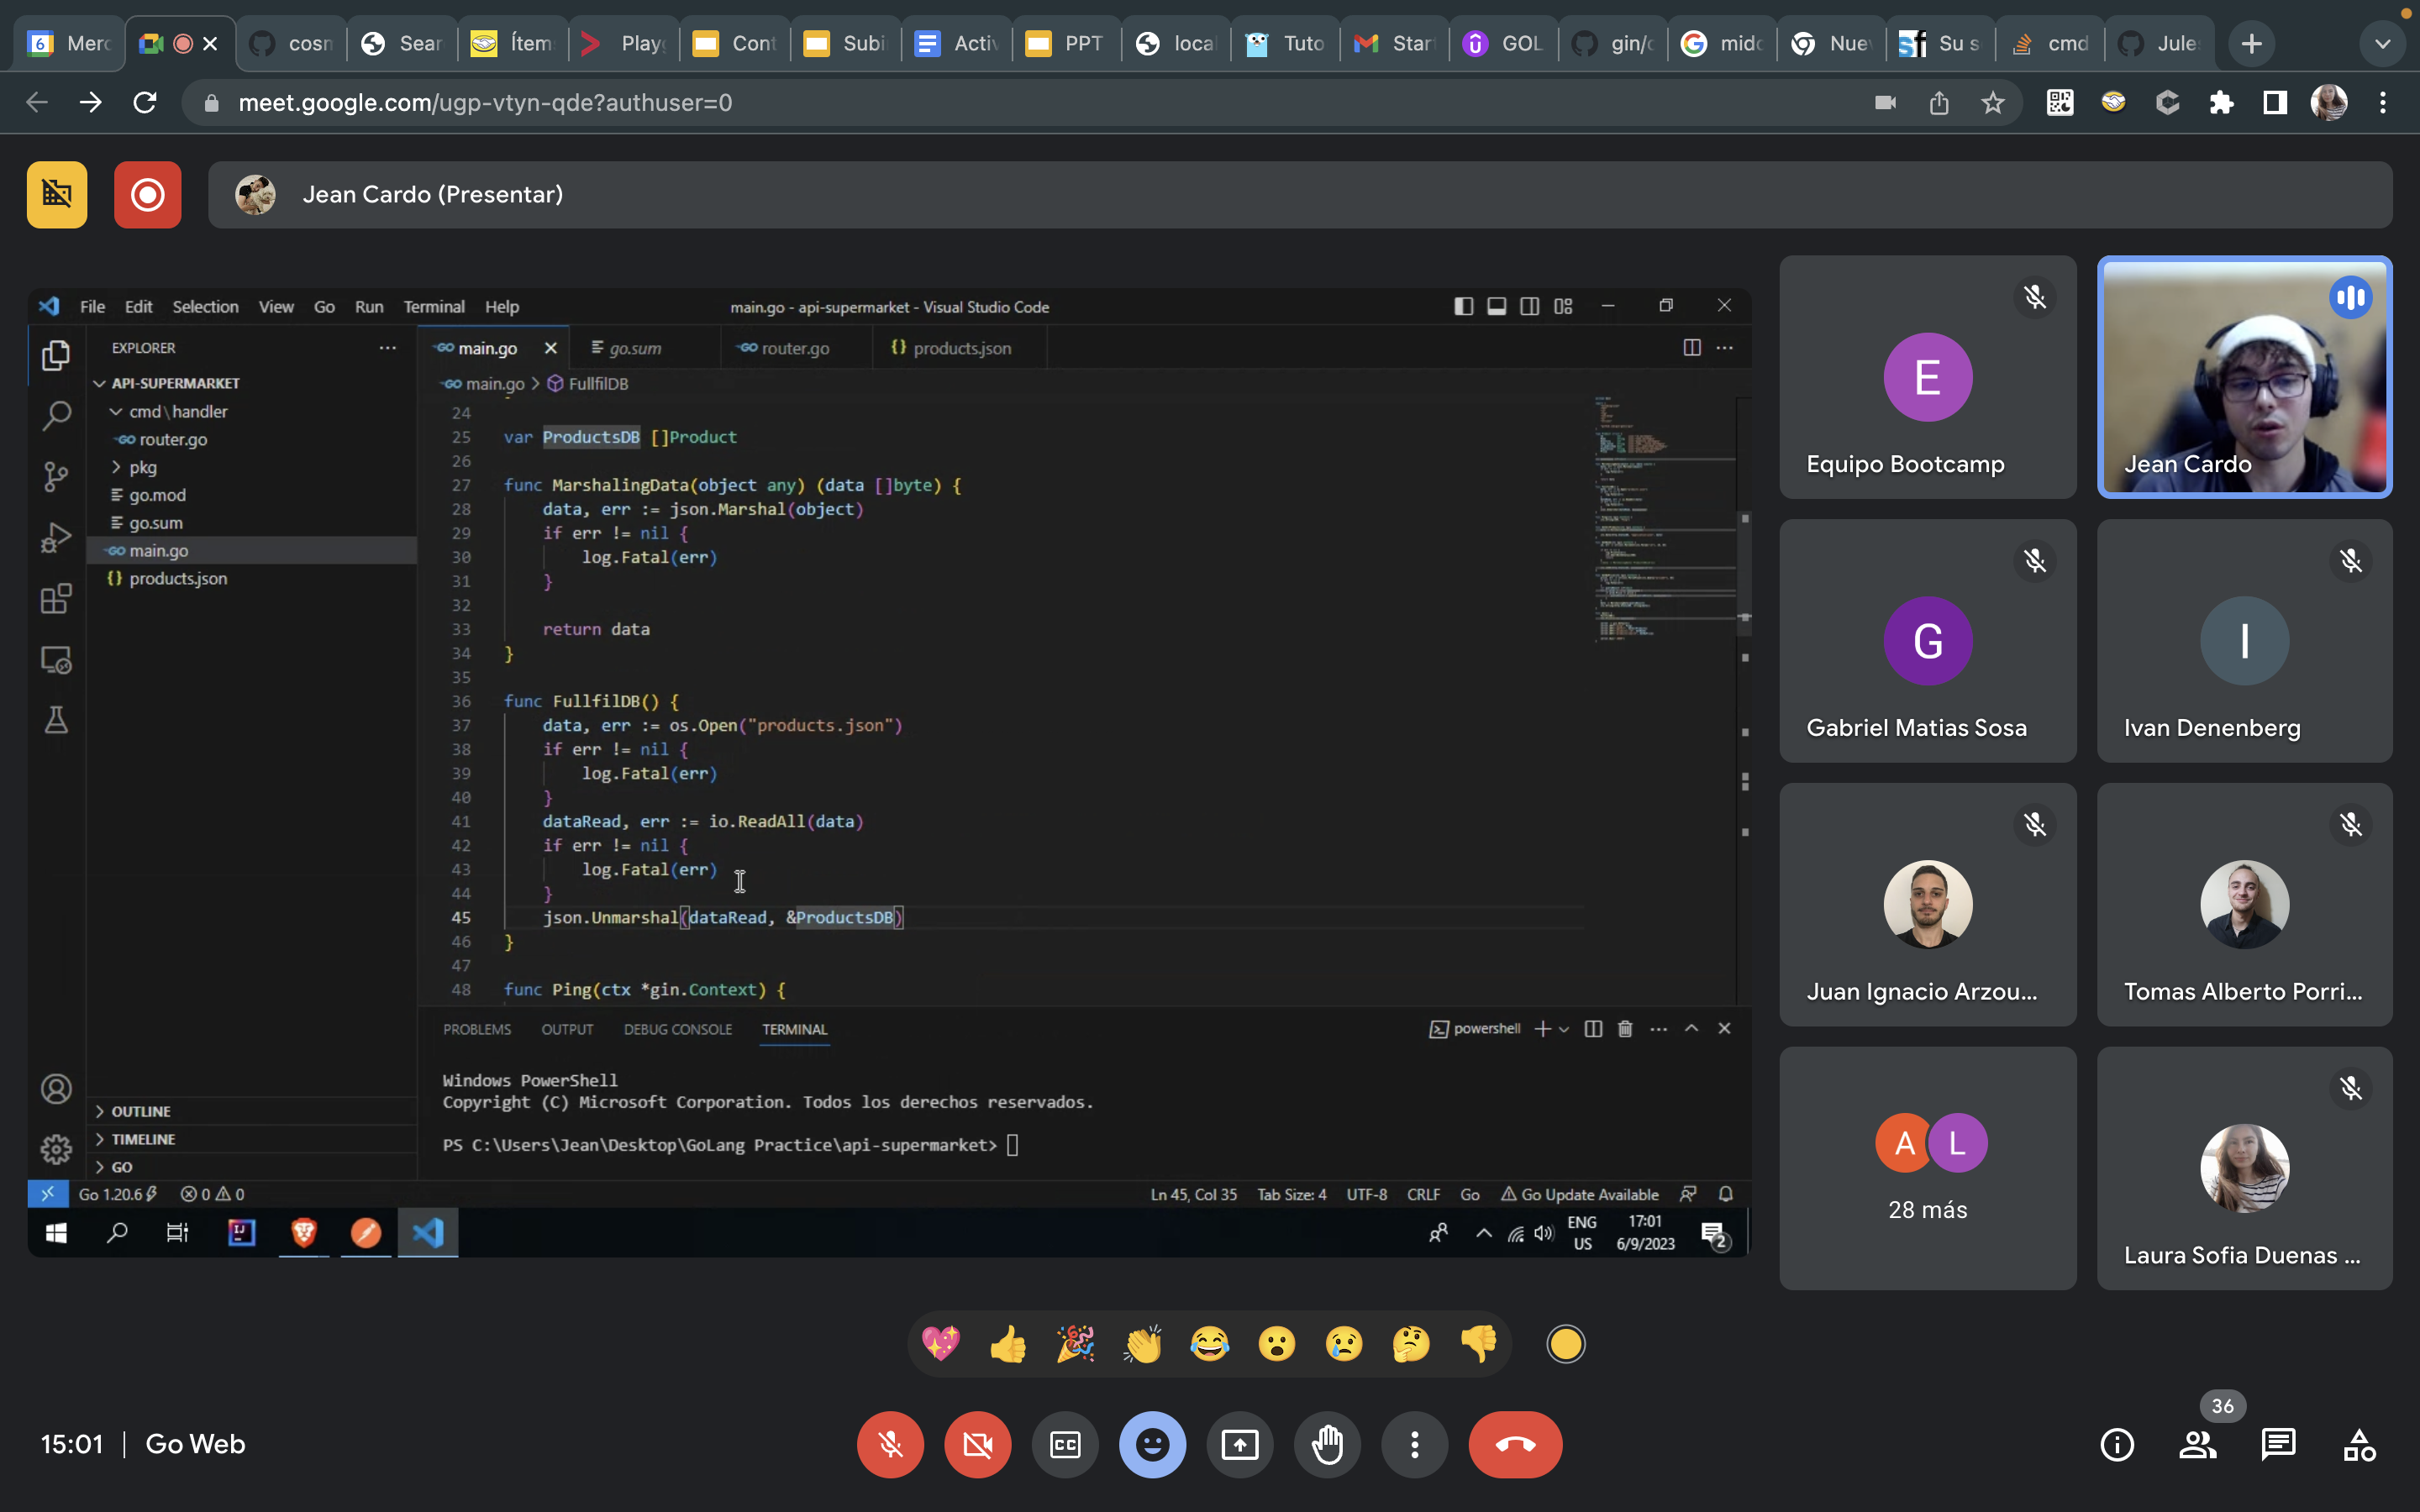 6 Merc
cosn
Sear
Ítem
Play
Cont
Subi
Activ
PPT
loca
Tuto
Star
GOL
gin/c
midd
Nue
Su s
cmd
Jules
meet.google.com/ugp-vtyn-qde?authuser=0
Jean Cardo (Presentar)
File Edit Selection View Go Run Terminal Help
main.go - api-supermarket - Visual Studio Code
EXPLORER
API-SUPERMARKET
cmd\handler
router.go
pkg
go.mod
go.sum
main.go
products.json
OUTLINE
TIMELINE
GO
main.go go.sum router.go products.json
main.go > FullfilDB
24
25 var ProductsDB []Product
26
27 func MarshalingData(object any) (data []byte) {
28 data, err := json.Marshal(object)
29 if err != nil {
30 log.Fatal(err)
31 }
32
33 return data
34 }
35
36 func FullfilDB() {
37 data, err := os.Open("products.json")
38 if err != nil {
39 log.Fatal(err)
40 }
41 dataRead, err := io.ReadAll(data)
42 if err != nil {
43 log.Fatal(err)
44 }
45 json.Unmarshal(dataRead, &ProductsDB)
46 }
47
48 func Ping(ctx *gin.Context) {
PROBLEMS OUTPUT DEBUG CONSOLE TERMINAL
powershell
Windows PowerShell
Copyright (C) Microsoft Corporation. Todos los derechos reservados.
PS C:\Users\Jean\Desktop\GoLang Practice\api-supermarket>
Go 1.20.6 0 0
Ln 45, Col 35 Tab Size: 4 UTF-8 CRLF Go Go Update Available
ENG
US
17:01
6/9/2023
2
E
Equipo Bootcamp
Jean Cardo
G
Gabriel Matias Sosa
I
Ivan Denenberg
Juan Ignacio Arzou...
Tomas Alberto Porri...
A L
28 más
Laura Sofia Duenas ...
15:01 | Go Web
CC
36